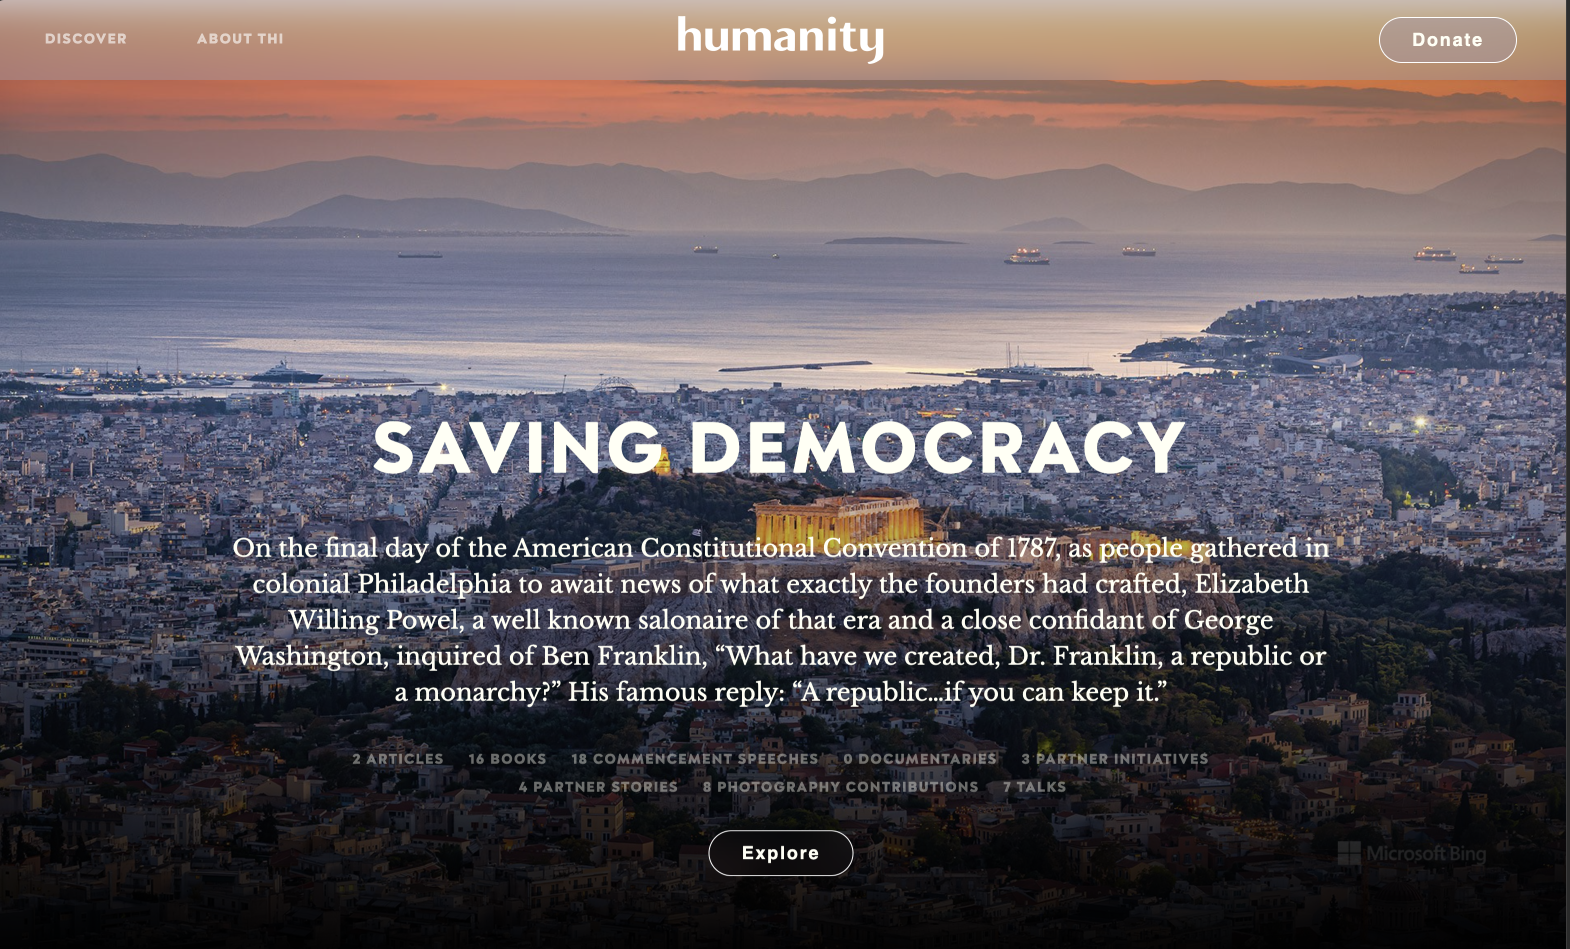 DISCOVER ABOUT THI humanity Donate
SAVING DEMOCRACY
On the final day of the American Constitutional Convention of 1787, as people gathered in
colonial Philadelphia to await news of what exactly the founders had crafted, Elizabeth
Willing Powel, a well known salonaire of that era and a close confidant of George
Washington, inquired of Ben Franklin, “What have we created, Dr. Franklin, a republic or
a monarchy?” His famous reply: “A republic...if you can keep it.”
2 ARTICLES 16 BOOKS 18 COMMENCEMENT SPEECHES 0 DOCUMENTARIES 3 PARTNER INITIATIVES
4 PARTNER STORIES 8 PHOTOGRAPHY CONTRIBUTIONS 7 TALKS
Explore
Microsoft Bing